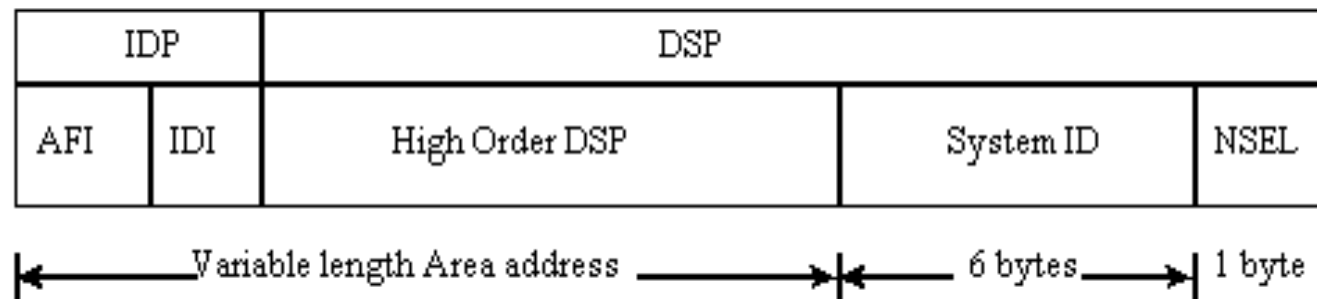 IDP DSP
AFI IDI High Order DSP System ID NSEL
Variable length Area address 6 bytes 1 byte